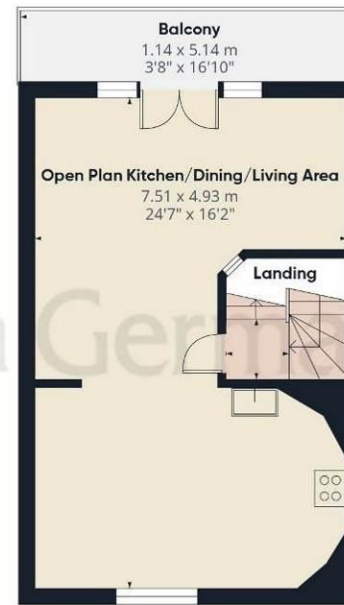 Balcony
1.14 x 5.14 m
3'8" x 16'10"
Open Plan Kitchen/Dining/Living Area
7.51 x 4.93 m
24'7" x 16'2"
Landing